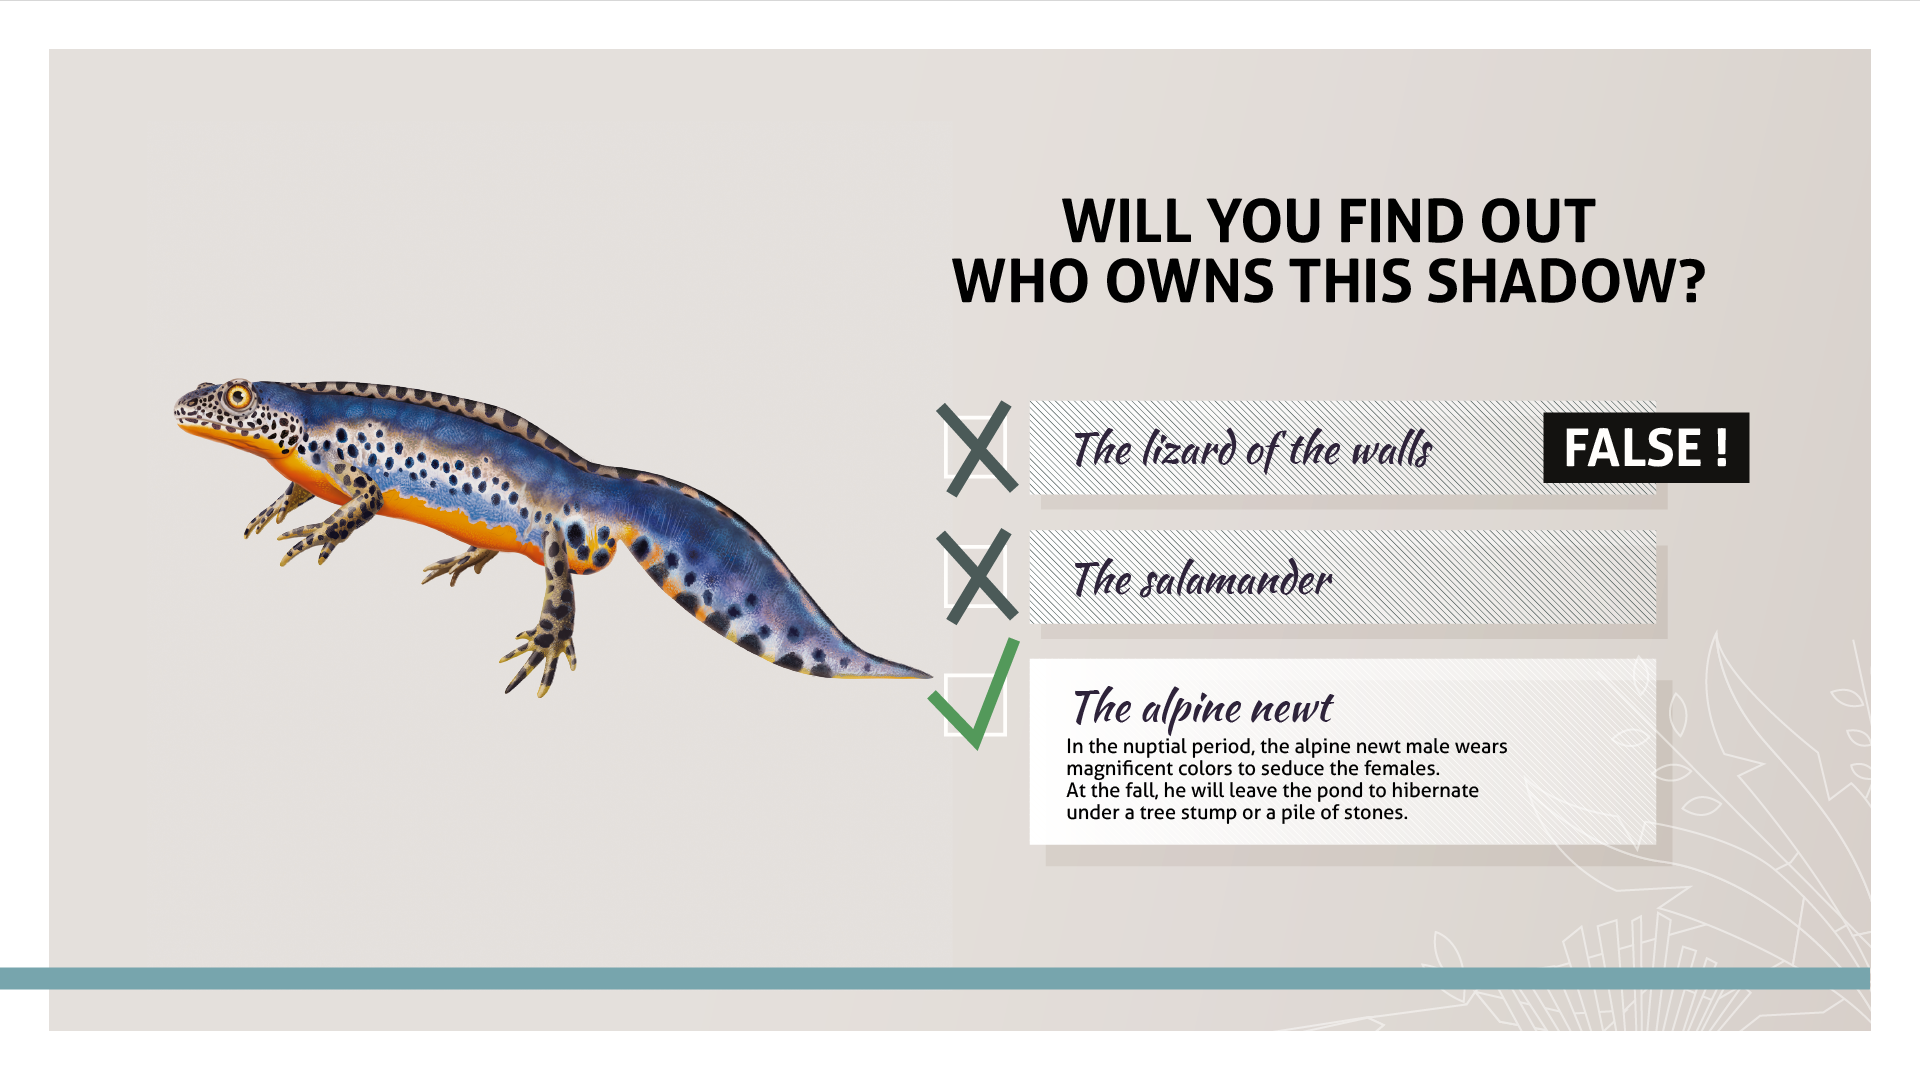 WILL YOU FIND OUT
WHO OWNS THIS SHADOW?
The lizard of the walls
FALSE !
The salamander
The alpine newt
In the nuptial period, the alpine newt male wears
magnificent colors to seduce the females.
At the fall, he will leave the pond to hibernate
under a tree stump or a pile of stones.